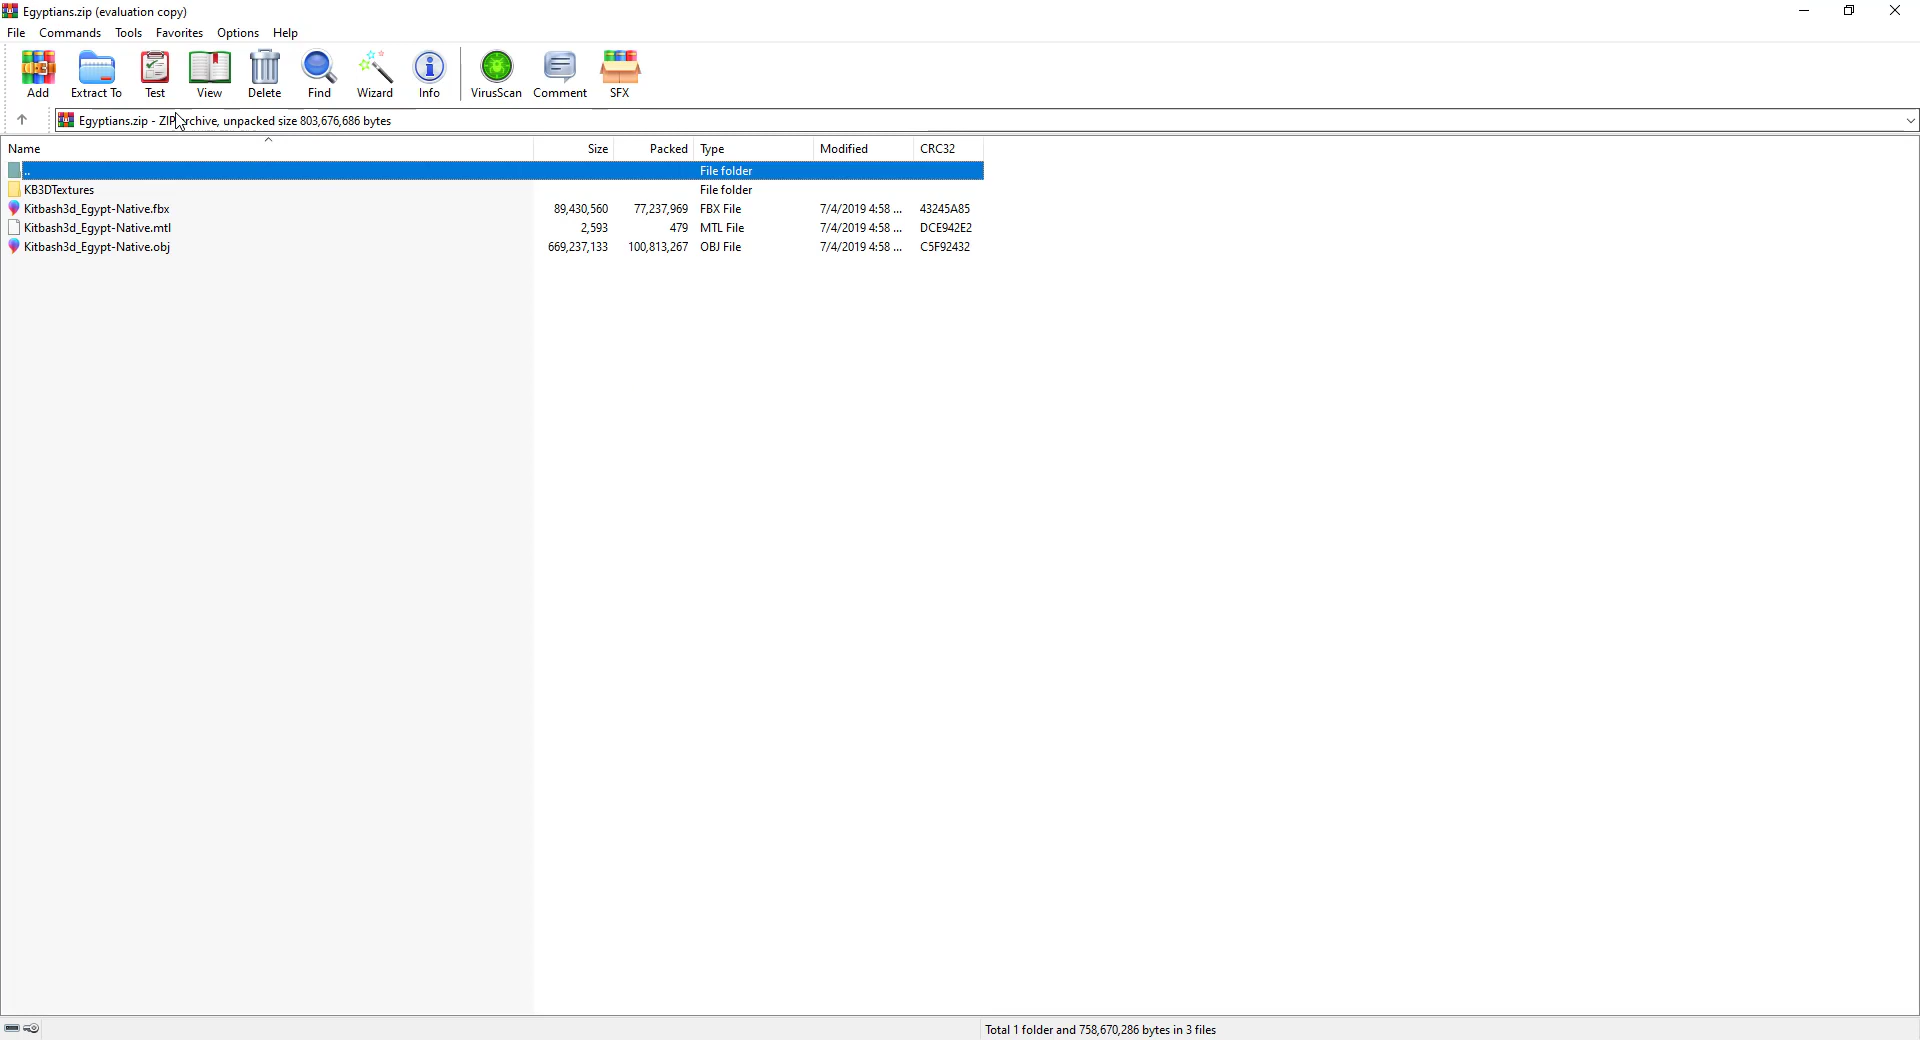 Egyptians.zip (evaluation copy)
File Commands Tools Favorites Options Help
Add Extract To Test View Delete Find Wizard Info VirusScan Comment SFX
Egyptians.zip - ZIP rchive, unpacked size 803,676,686 bytes
Name Size Packed Type Modified CRC32
.. File folder
KB3DTextures File folder
Kitbash3d_Egypt-Native.fbx 89,430,560 77,237,969 FBX File 7/4/2019 4:58 ... 43245A85
Kitbash3d_Egypt-Native.mtl 2,593 479 MTL File 7/4/2019 4:58 ... DCE942E2
Kitbash3d_Egypt-Native.obj 669,237,133 100,813,267 OBJ File 7/4/2019 4:58 ... C5F92432
Total 1 folder and 758,670,286 bytes in 3 files